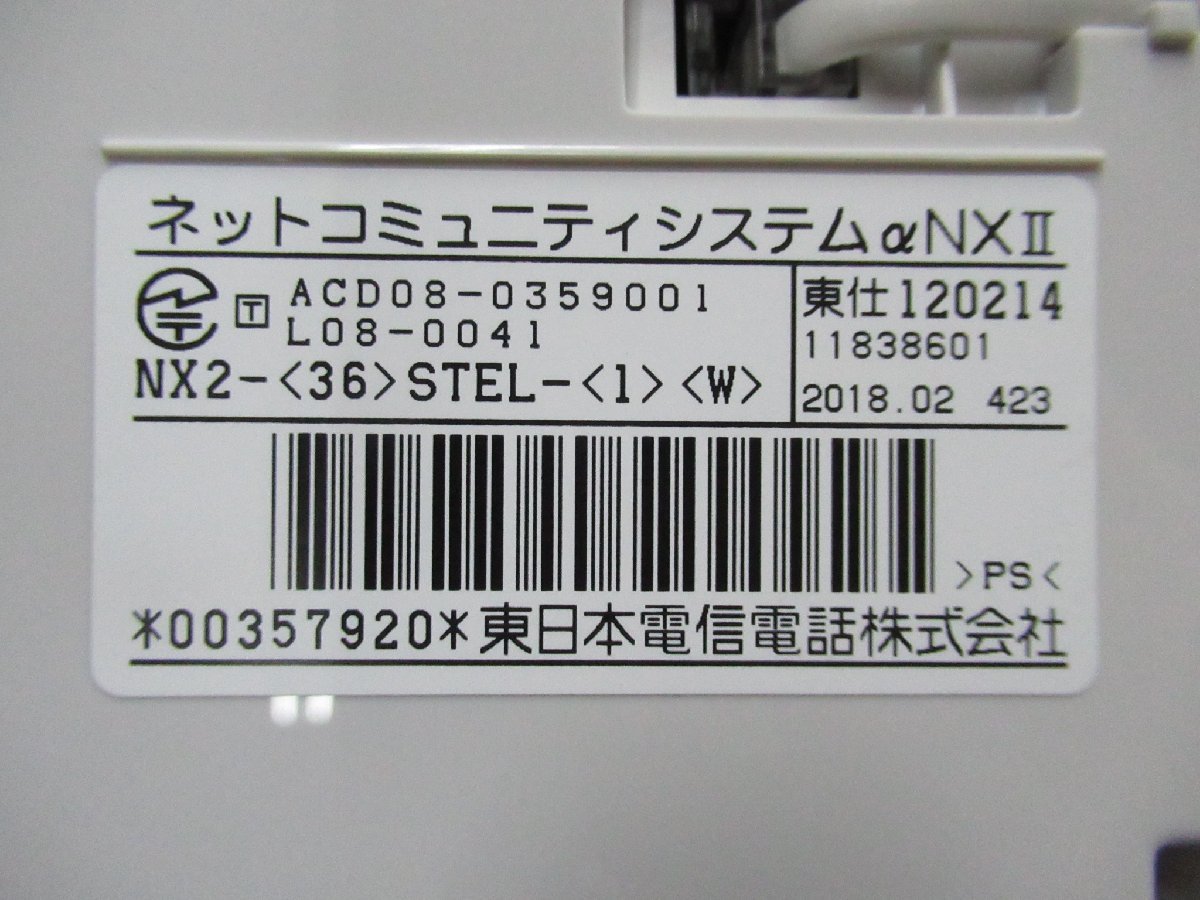 ネットコミュニティシステムαNXⅡ
T ACD08-0359001
L08-0041
NX2-<36>STEL-<1><W>
東仕120214
11838601
2018.02 423
>PS<
*00357920*東日本電信電話株式会社